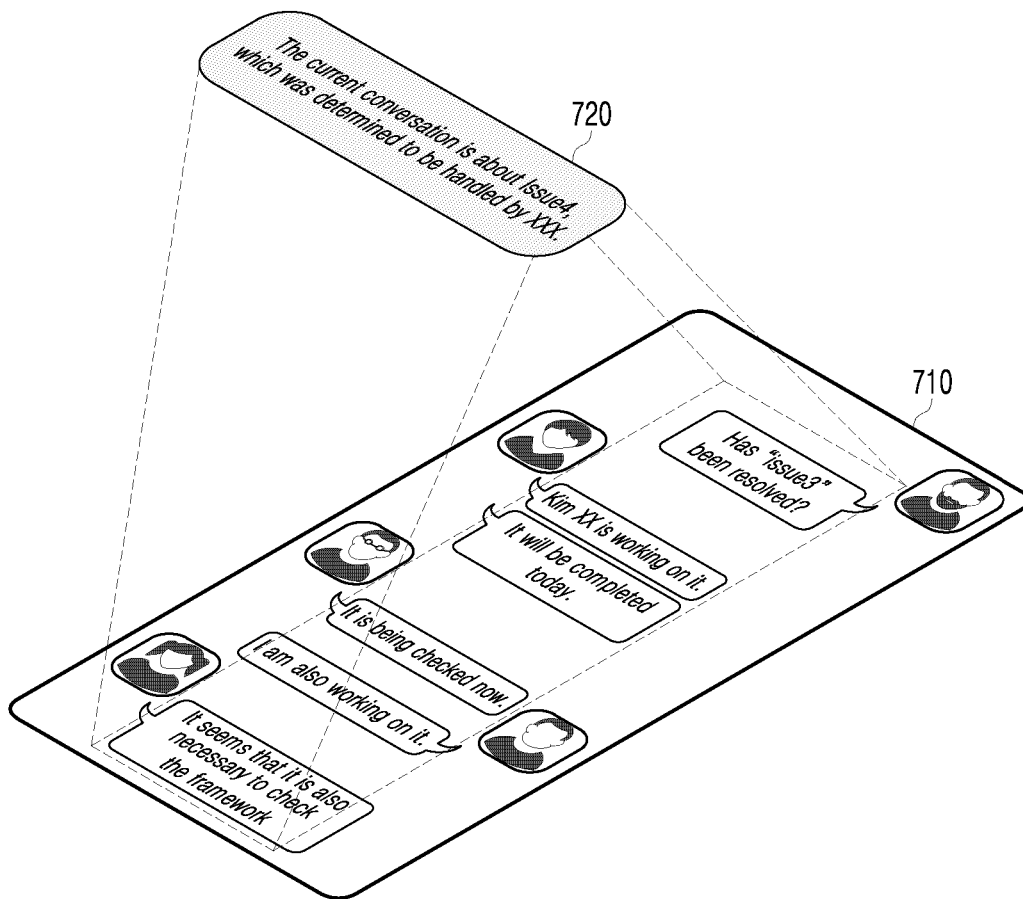 The current conversation is about Issue4,
which was determined to be handled by XXX.
720
710
Has "issue3"
been resolved?
Kim XX is working on it.
It will be completed
today.
It is being checked now.
I am also working on it.
It seems that it is also
necessary to check
the framework